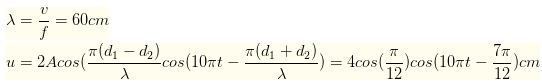 λ = v/f = 60cm
u = 2Acos(π(d₁ − d₂)/λ cos(10πt − π(d₁ + d₂)/λ) = 4cos(π/12)cos(10πt − 7π/12)cm